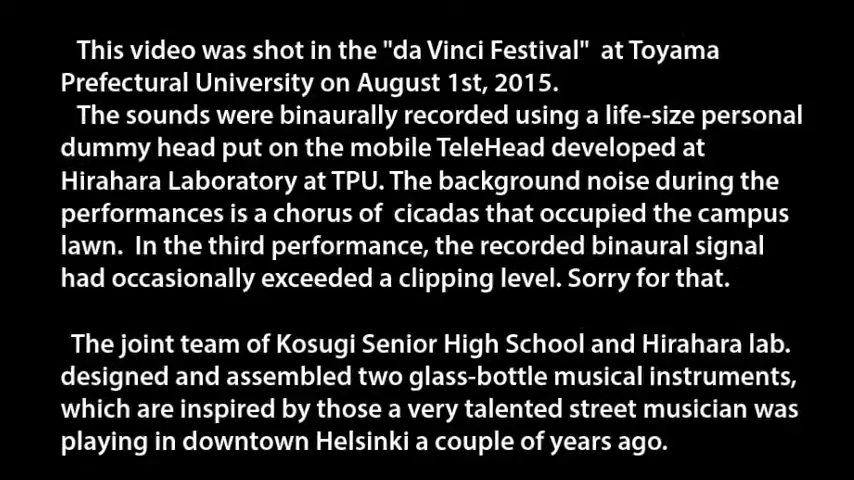 This video was shot in the "da Vinci Festival"  at Toyama
Prefectural University on August 1st, 2015.
The sounds were binaurally recorded using a life-size personal
dummy head put on the mobile TeleHead developed at
Hirahara Laboratory at TPU. The background noise during the
performances is a chorus of  cicadas that occupied the campus
lawn.  In the third performance, the recorded binaural signal
had occasionally exceeded a clipping level. Sorry for that.
The joint team of Kosugi Senior High School and Hirahara lab.
designed and assembled two glass-bottle musical instruments,
which are inspired by those a very talented street musician was
playing in downtown Helsinki a couple of years ago.